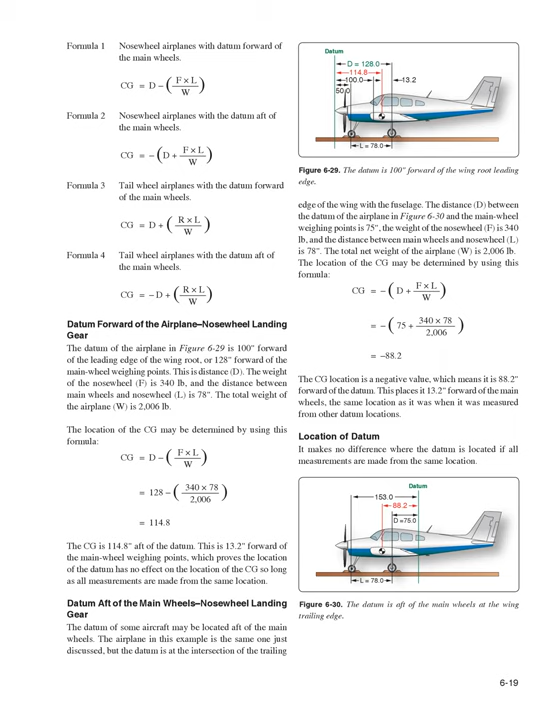 Formula 1 Nosewheel airplanes with datum forward of
the main wheels.
CG = D – ( F × L / W )
Formula 2 Nosewheel airplanes with the datum aft of
the main wheels.
CG = – ( D + F × L / W )
Formula 3 Tail wheel airplanes with the datum forward
of the main wheels.
CG = D + ( R × L / W )
Formula 4 Tail wheel airplanes with the datum aft of
the main wheels.
CG = – D + ( R × L / W )
Datum Forward of the Airplane–Nosewheel Landing
Gear
The datum of the airplane in Figure 6-29 is 100" forward
of the leading edge of the wing root, or 128" forward of the
main-wheel weighing points. This is distance (D). The weight
of the nosewheel (F) is 340 lb, and the distance between
main wheels and nosewheel (L) is 78". The total weight of
the airplane (W) is 2,006 lb.
The location of the CG may be determined by using this
formula:
CG = D – ( F × L / W )
= 128 – ( 340 × 78 / 2,006 )
= 114.8
The CG is 114.8" aft of the datum. This is 13.2" forward of
the main-wheel weighing points, which proves the location
of the datum has no effect on the location of the CG so long
as all measurements are made from the same location.
Datum Aft of the Main Wheels–Nosewheel Landing
Gear
The datum of some aircraft may be located aft of the main
wheels. The airplane in this example is the same one just
discussed, but the datum is at the intersection of the trailing
Datum
D = 128.0
114.8
100.0
13.2
50.0
L = 78.0
Figure 6-29. The datum is 100" forward of the wing root leading
edge.
edge of the wing with the fuselage. The distance (D) between
the datum of the airplane in Figure 6-30 and the main-wheel
weighing points is 75", the weight of the nosewheel (F) is 340
lb, and the distance between main wheels and nosewheel (L)
is 78". The total net weight of the airplane (W) is 2,006 lb.
The location of the CG may be determined by using this
formula:
CG = – ( D + F × L / W )
= – ( 75 + 340 × 78 / 2,006 )
= –88.2
The CG location is a negative value, which means it is 88.2"
forward of the datum. This places it 13.2" forward of the main
wheels, the same location as it was when it was measured
from other datum locations.
Location of Datum
It makes no difference where the datum is located if all
measurements are made from the same location.
Datum
153.0
88.2
D =75.0
L = 78.0
Figure 6-30. The datum is aft of the main wheels at the wing
trailing edge.
6-19